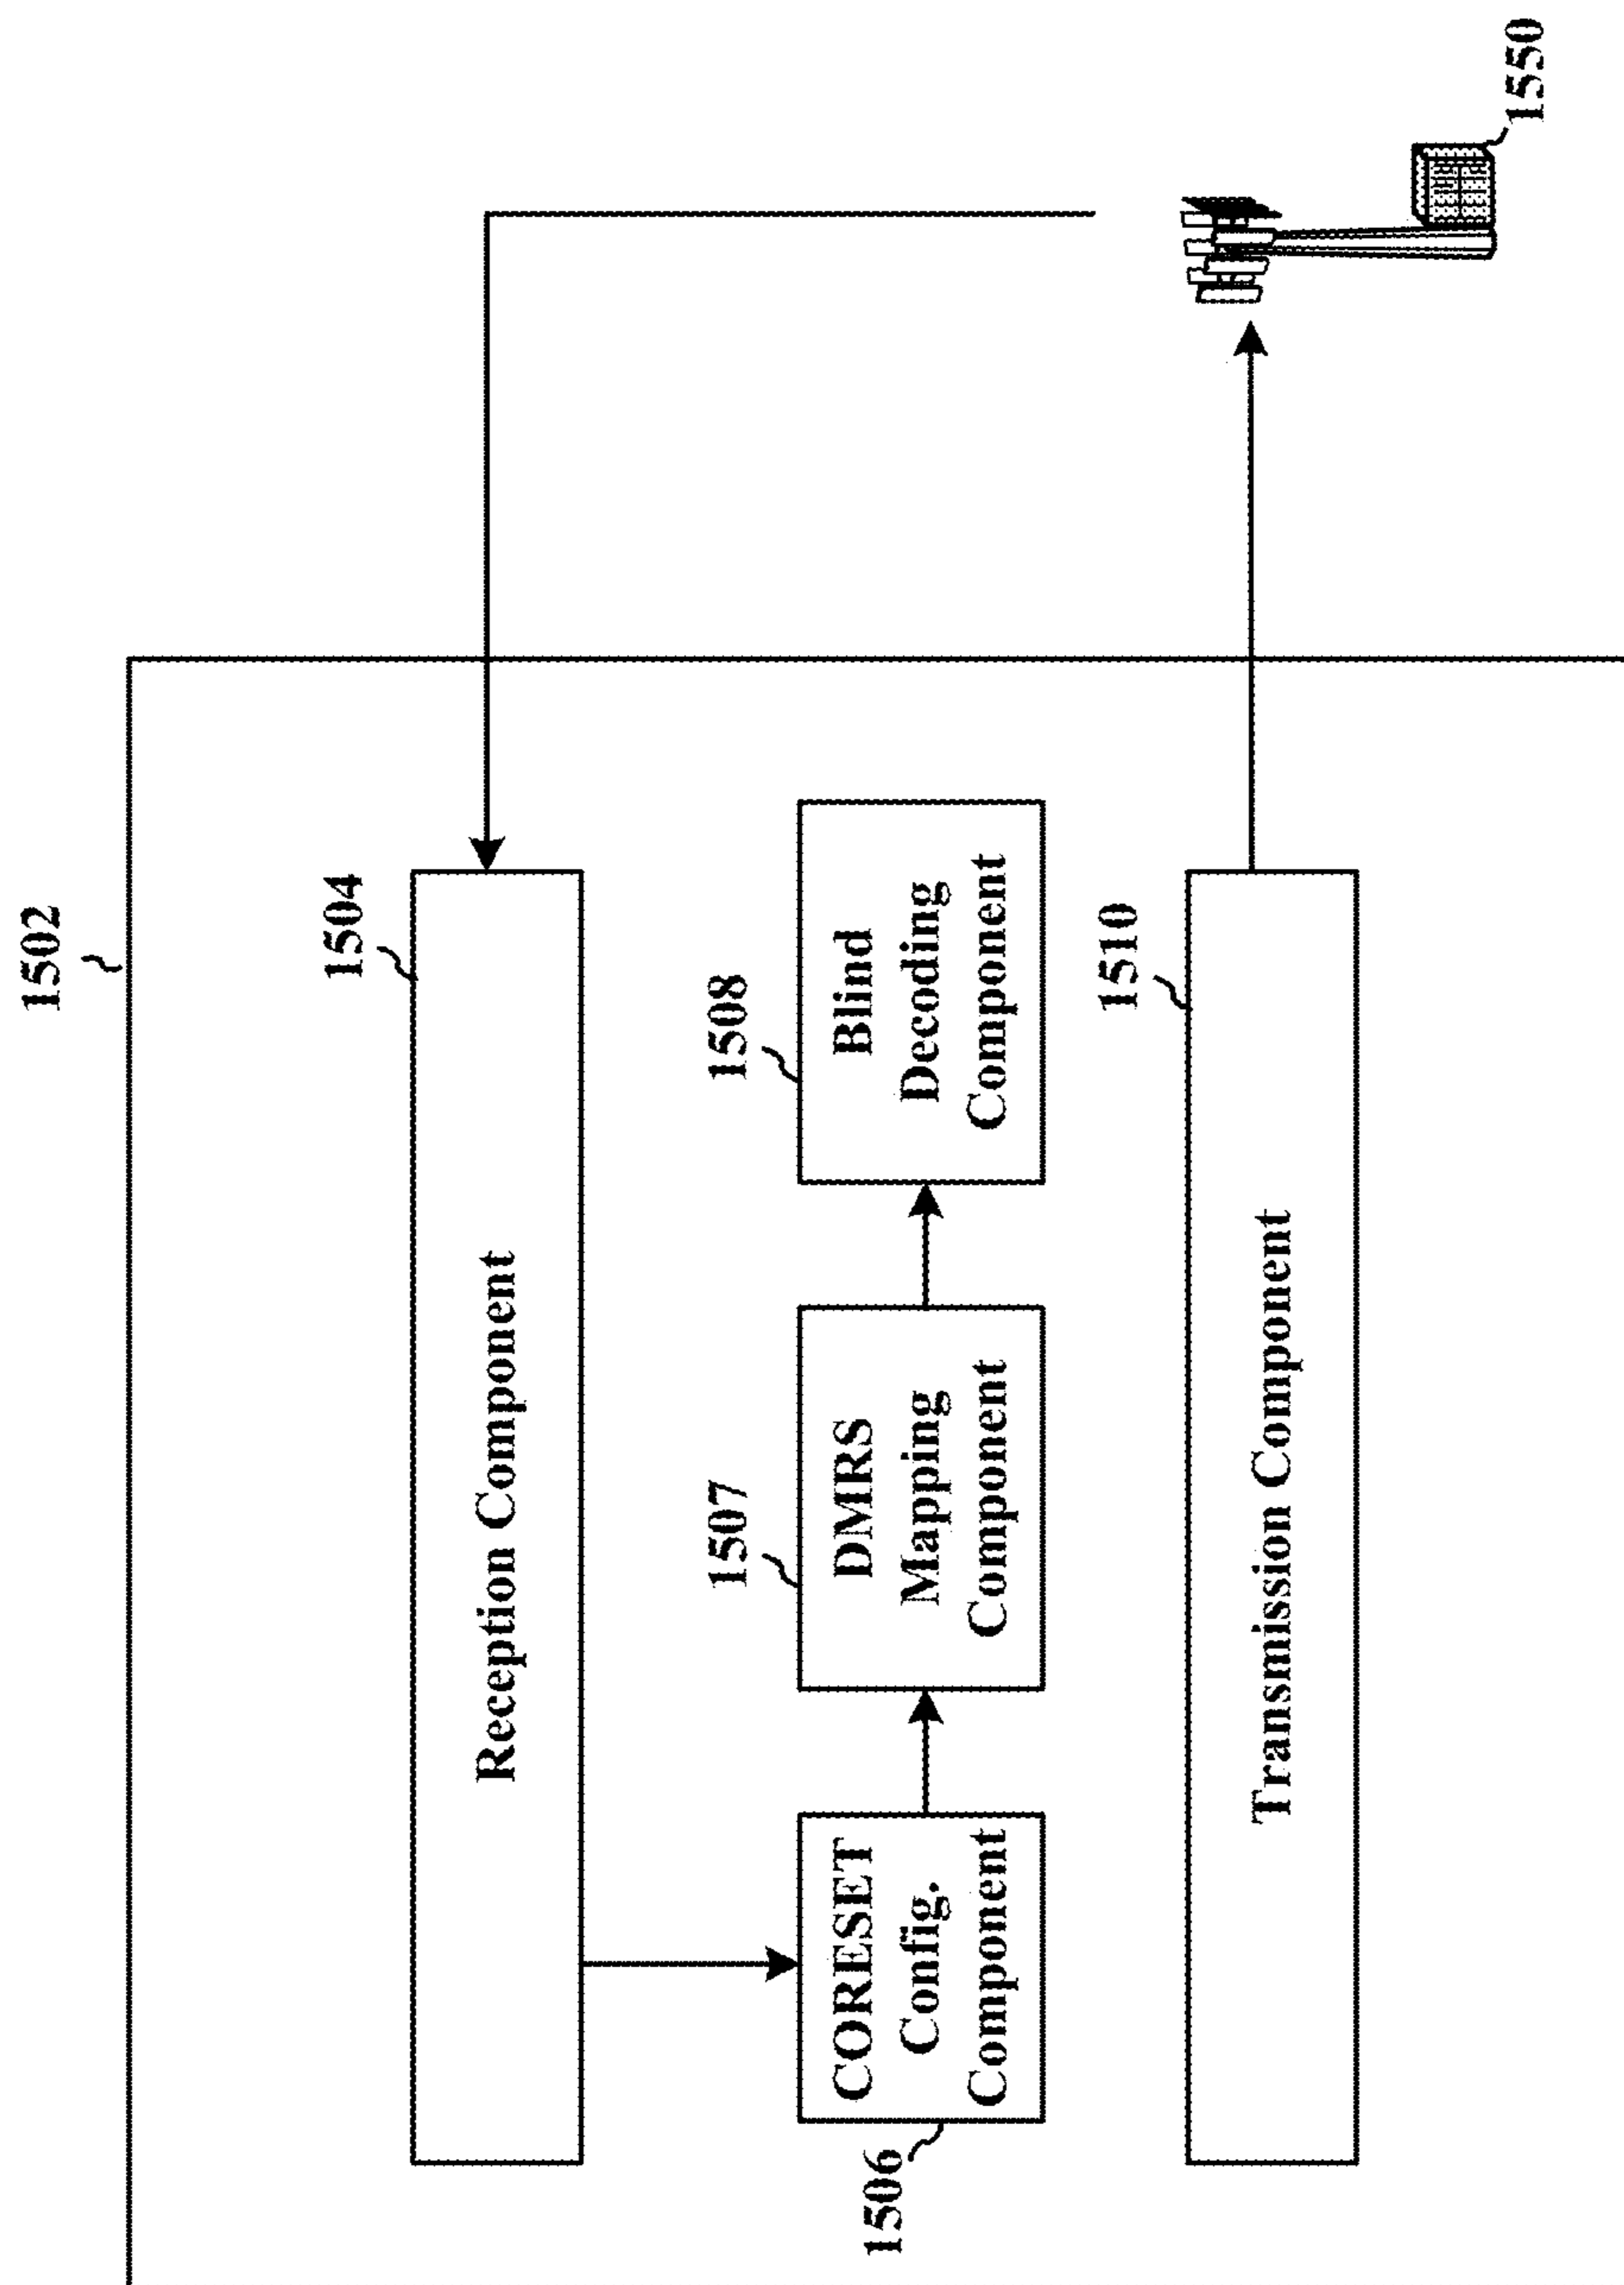 1502
1504
Reception Component
1506
CORESET
Config.
Component
1507
DMRS
Mapping
Component
1508
Blind
Decoding
Component
1510
Transmission Component
1550